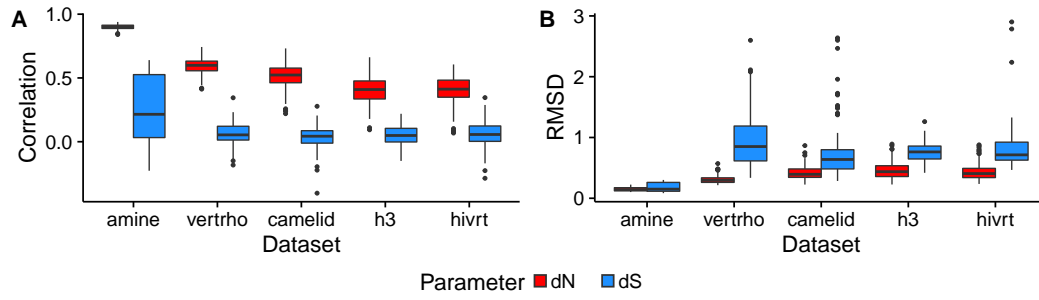 A
Correlation
1.0
0.5
0.0
amine vertrho camelid h3 hivrt
Dataset
B
RMSD
3
2
1
0
amine vertrho camelid h3 hivrt
Dataset
Parameter dN dS